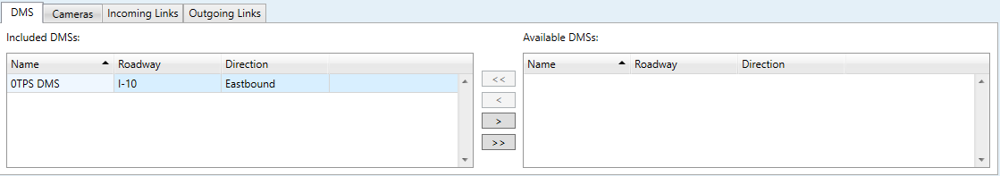 DMS Cameras Incoming Links Outgoing Links
Included DMSs:
Name Roadway Direction
0TPS DMS I-10 Eastbound
<<
<
>
>>
Available DMSs:
Name Roadway Direction